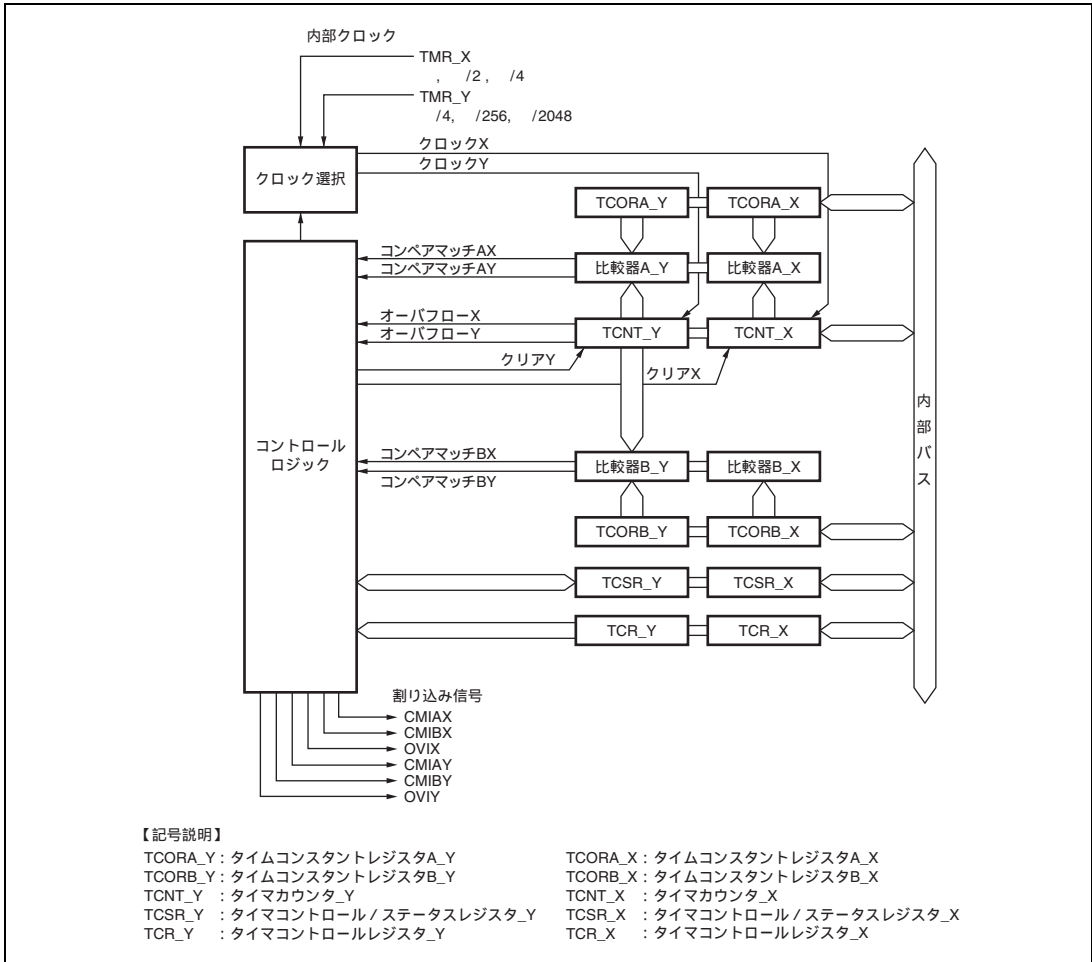 内部クロック
TMR_X
, /2 , /4
TMR_Y
/4, /256, /2048
クロックX
クロックY
クロック選択
TCORA_Y
TCORA_X
コンペアマッチAX
コンペアマッチAY
比較器A_Y
比較器A_X
オーバフローX
オーバフローY
TCNT_Y
TCNT_X
クリアY
クリアX
内部バス
コントロール
ロジック
コンペアマッチBX
コンペアマッチBY
比較器B_Y
比較器B_X
TCORB_Y
TCORB_X
TCSR_Y
TCSR_X
TCR_Y
TCR_X
割り込み信号
CMIAX
CMIBX
OVIX
CMIAY
CMIBY
OVIY
【記号説明】
TCORA_Y : タイムコンスタントレジスタA_Y
TCORB_Y : タイムコンスタントレジスタB_Y
TCNT_Y : タイマカウンタ_Y
TCSR_Y : タイマコントロール / ステータスレジスタ_Y
TCR_Y : タイマコントロールレジスタ_Y
TCORA_X : タイムコンスタントレジスタA_X
TCORB_X : タイムコンスタントレジスタB_X
TCNT_X : タイマカウンタ_X
TCSR_X : タイマコントロール / ステータスレジスタ_X
TCR_X : タイマコントロールレジスタ_X